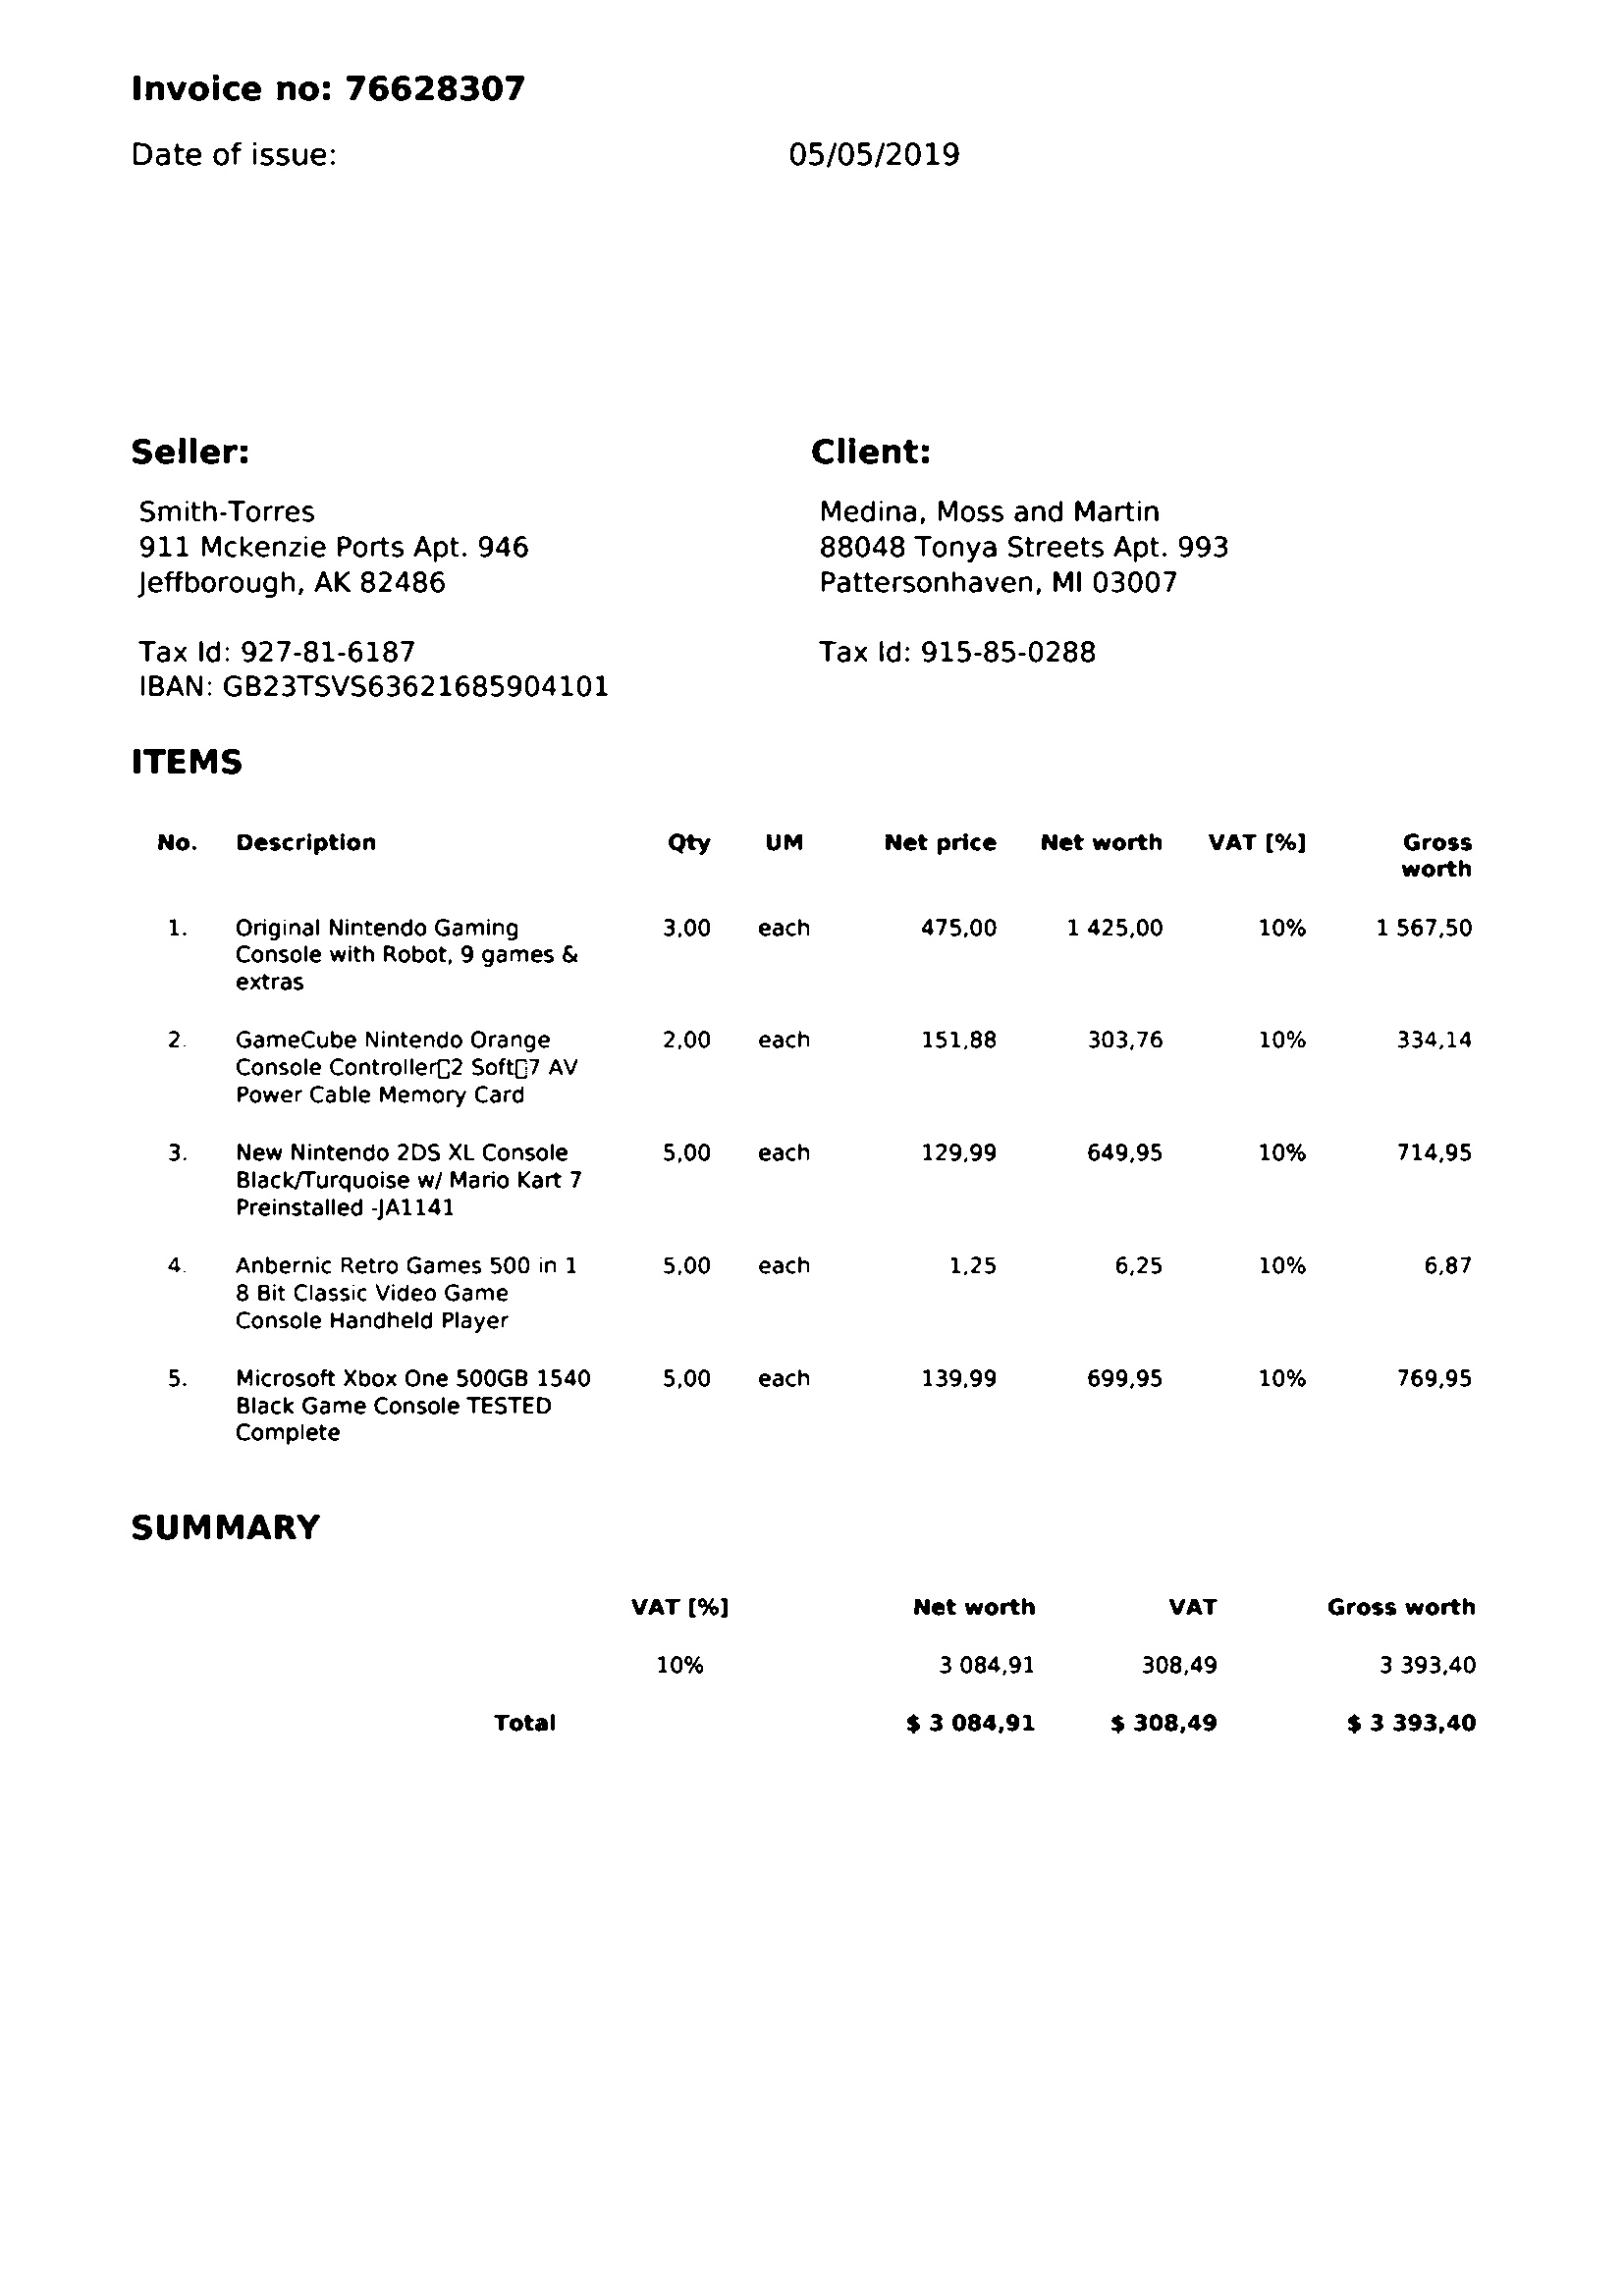 Invoice no: 76628307
Date of issue: 05/05/2019
Seller:
Smith-Torres
911 Mckenzie Ports Apt. 946
Jeffborough, AK 82486
Tax Id: 927-81-6187
IBAN: GB23TSVS63621685904101
Client:
Medina, Moss and Martin
88048 Tonya Streets Apt. 993
Pattersonhaven, MI 03007
Tax Id: 915-85-0288
ITEMS
No. Description Qty UM Net price Net worth VAT [%] Gross
worth
1. Original Nintendo Gaming 3,00 each 475,00 1 425,00 10% 1 567,50
Console with Robot, 9 games &
extras
2. GameCube Nintendo Orange 2,00 each 151,88 303,76 10% 334,14
Console Controller□2 Soft□7 AV
Power Cable Memory Card
3. New Nintendo 2DS XL Console 5,00 each 129,99 649,95 10% 714,95
Black/Turquoise w/ Mario Kart 7
Preinstalled -JA1141
4. Anbernic Retro Games 500 in 1 5,00 each 1,25 6,25 10% 6,87
8 Bit Classic Video Game
Console Handheld Player
5. Microsoft Xbox One 500GB 1540 5,00 each 139,99 699,95 10% 769,95
Black Game Console TESTED
Complete
SUMMARY
VAT [%] Net worth VAT Gross worth
10% 3 084,91 308,49 3 393,40
Total $ 3 084,91 $ 308,49 $ 3 393,40